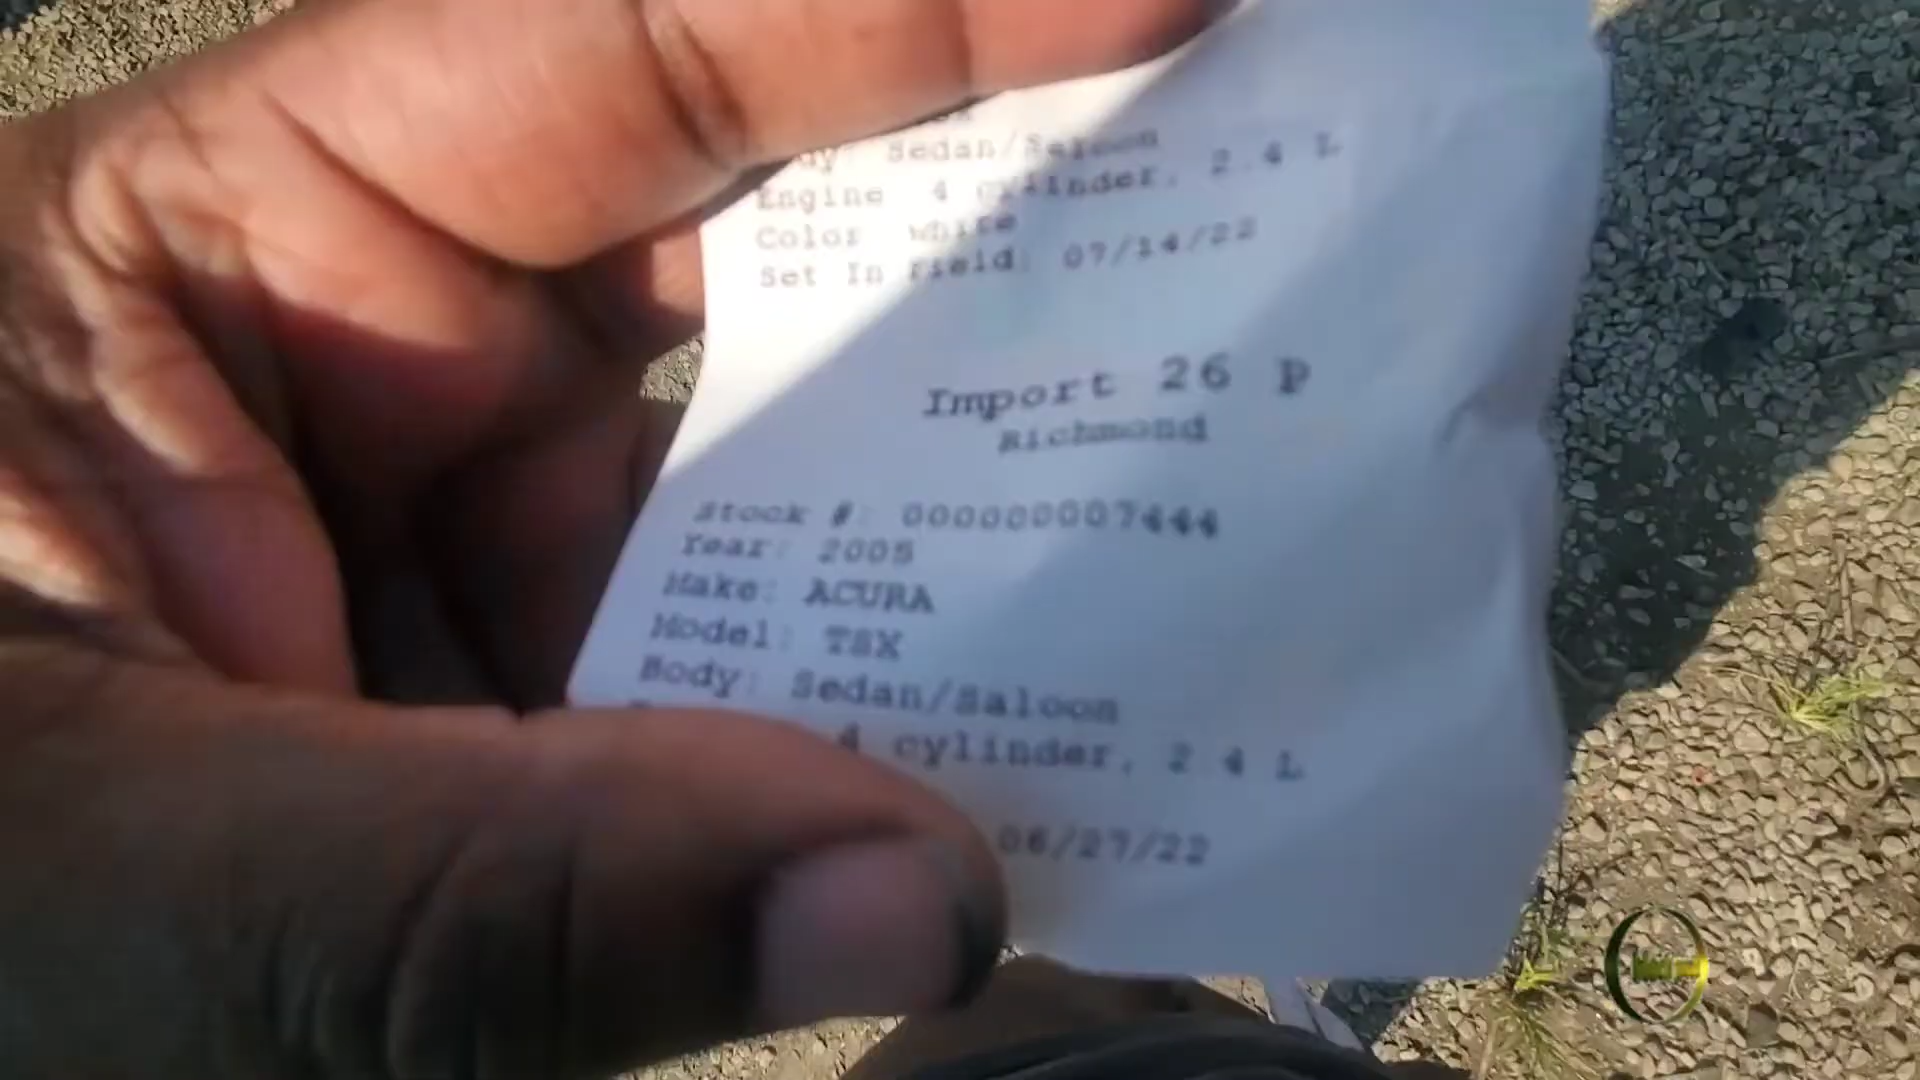 Sedan/Saloon
Engine 4 cylinder, 2.4 L
Color white
Set In Field: 07/14/22
Import 26 P
Richmond
Stock #: 000000007444
Year: 2005
Make: ACURA
Model: TSX
Body: Sedan/Saloon
4 cylinder, 2.4 L
06/27/22